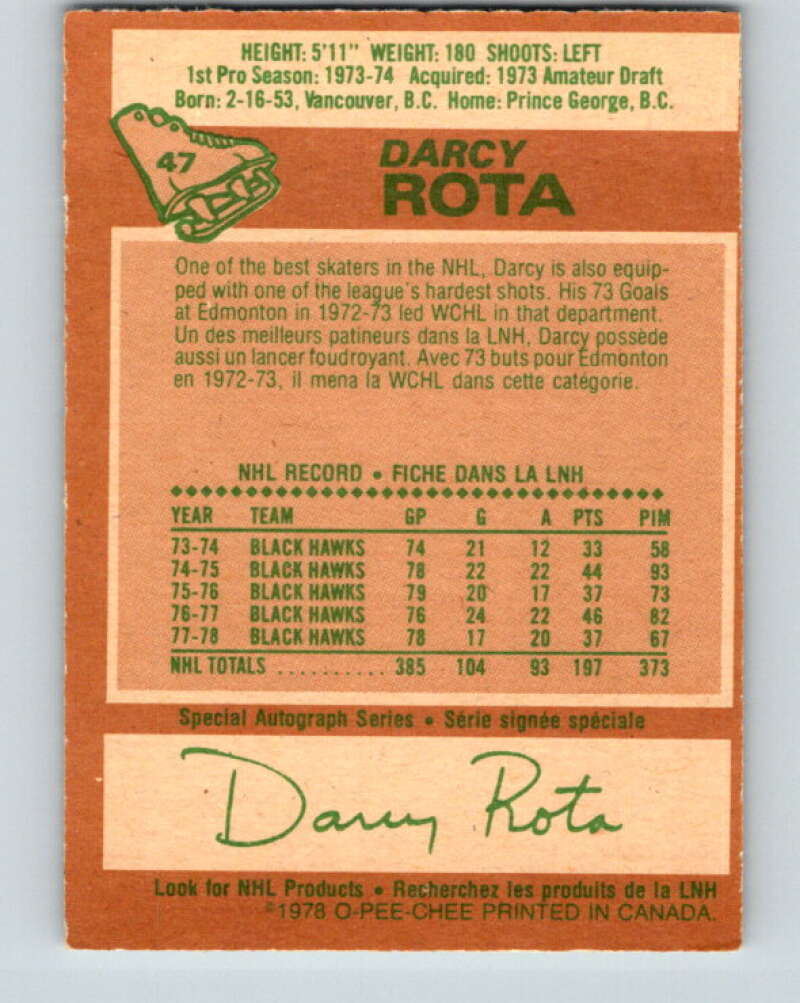 HEIGHT: 5'11" WEIGHT: 180 SHOOTS: LEFT
1st Pro Season: 1973-74 Acquired: 1973 Amateur Draft
Born: 2-16-53, Vancouver, B.C. Home: Prince George, B.C.
47
DARCY
ROTA
One of the best skaters in the NHL, Darcy is also equip-
ped with one of the league's hardest shots. His 73 Goals
at Edmonton in 1972-73 led WCHL in that department.
Un des meilleurs patineurs dans la LNH, Darcy possède
aussi un lancer foudroyant. Avec 73 buts pour Edmonton
en 1972-73, il mena la WCHL dans cette catégorie.
NHL RECORD • FICHE DANS LA LNH
YEAR TEAM GP G A PTS PIM
73-74 BLACK HAWKS 74 21 12 33 58
74-75 BLACK HAWKS 78 22 22 44 93
75-76 BLACK HAWKS 79 20 17 37 73
76-77 BLACK HAWKS 76 24 22 46 82
77-78 BLACK HAWKS 78 17 20 37 67
NHL TOTALS .......... 385 104 93 197 373
Special Autograph Series • Série signée spéciale
Darcy Rota
Look for NHL Products • Recherchez les produits de la LNH
©1978 O-PEE-CHEE PRINTED IN CANADA.